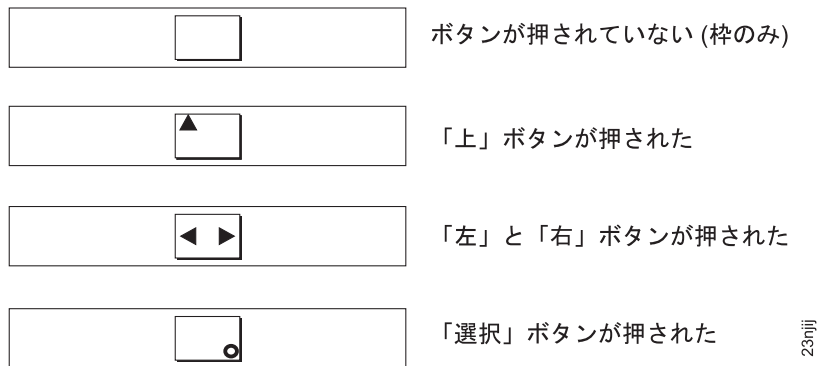 ボタンが押されていない (枠のみ)
「上」ボタンが押された
「左」と「右」ボタンが押された
「選択」ボタンが押された
23njij